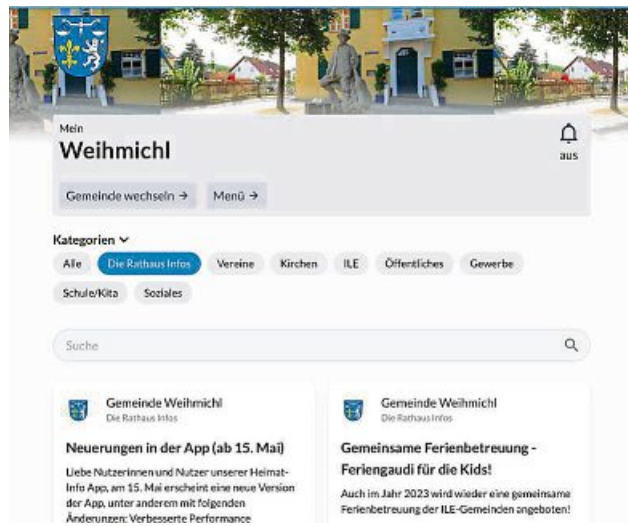 Mein
Weihmichl
aus
Gemeinde wechseln → Menü →
Kategorien
Alle Die Rathaus Infos Vereine Kirchen ILE Öffentliches Gewerbe
Schule/Kita Soziales
Suche
Gemeinde Weihmichl
Die Rathaus Infos
Neuerungen in der App (ab 15. Mai)
Liebe Nutzerinnen und Nutzer unserer Heimat-
Info App, am 15. Mai erscheint eine neue Version
der App, unter anderem mit folgenden
Änderungen: Verbesserte Performance
Gemeinde Weihmichl
Die Rathaus Infos
Gemeinsame Ferienbetreuung -
Feriengaudi für die Kids!
Auch im Jahr 2023 wird wieder eine gemeinsame
Ferienbetreuung der ILE-Gemeinden angeboten!